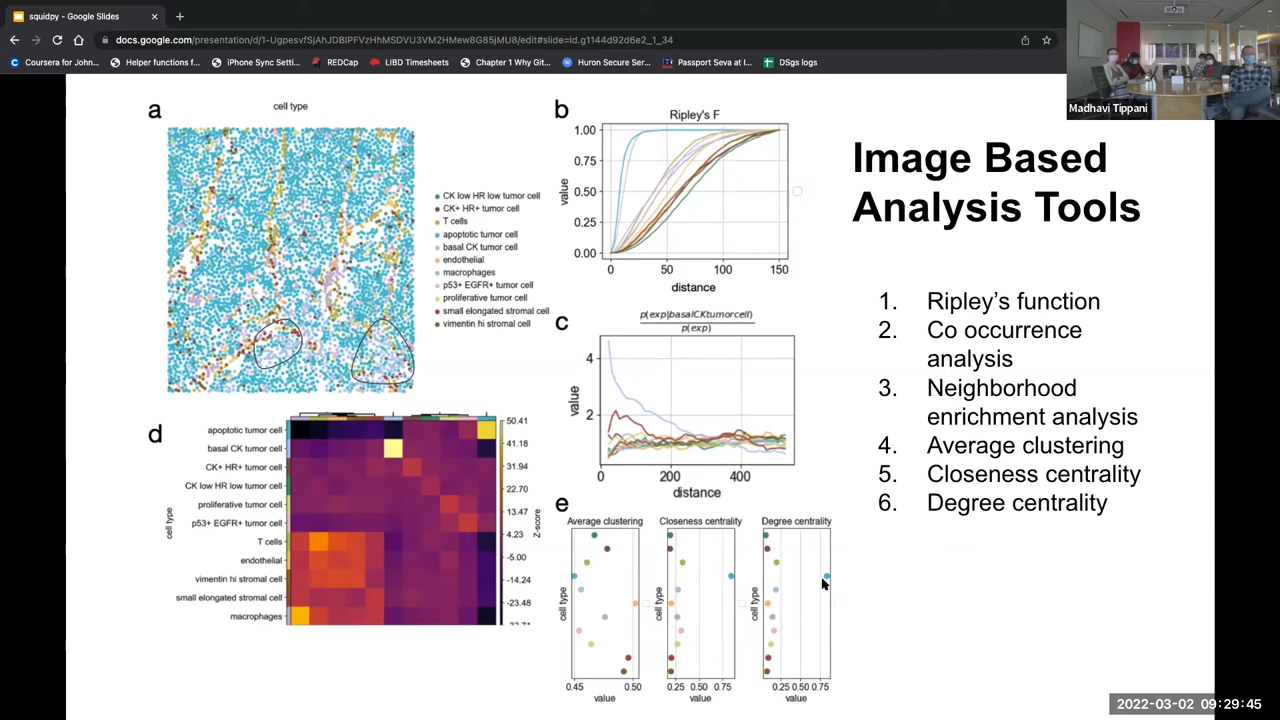 squidpy - Google Slides
docs.google.com/presentation/d/1-UgpesvfSjAhJDBIPFVzHhMSDVU3VM2HMew8G85jMU8/edit#slide=id.g1144d92d6e2_1_34
Coursera for John... Helper functions f... iPhone Sync Setti... REDCap LIBD Timesheets Chapter 1 Why Git... Huron Secure Ser... Passport Seva at I... DSgs logs
Madhavi Tippani
a
cell type
CK low HR low tumor cell
CK+ HR+ tumor cell
T cells
apoptotic tumor cell
basal CK tumor cell
endothelial
macrophages
p53+ EGFR+ tumor cell
proliferative tumor cell
small elongated stromal cell
vimentin hi stromal cell
b
Ripley's F
1.00
0.75
0.50
0.25
0.00
value
0 50 100 150
distance
c
p(exp|basalCKtumorcell)
p(exp)
4
2
value
0 200 400
distance
d
apoptotic tumor cell
basal CK tumor cell
CK+ HR+ tumor cell
CK low HR low tumor cell
proliferative tumor cell
p53+ EGFR+ tumor cell
T cells
endothelial
vimentin hi stromal cell
small elongated stromal cell
macrophages
cell type
50.41
41.18
31.94
22.70
13.47
4.23
-5.00
-14.24
-23.48
Z-score
e
Average clustering Closeness centrality Degree centrality
cell type cell type cell type
0.45 0.50 0.25 0.50 0.75 0.25 0.50 0.75
value value value
Image Based
Analysis Tools
1. Ripley’s function
2. Co occurrence
analysis
3. Neighborhood
enrichment analysis
4. Average clustering
5. Closeness centrality
6. Degree centrality
2022-03-02 09:29:45